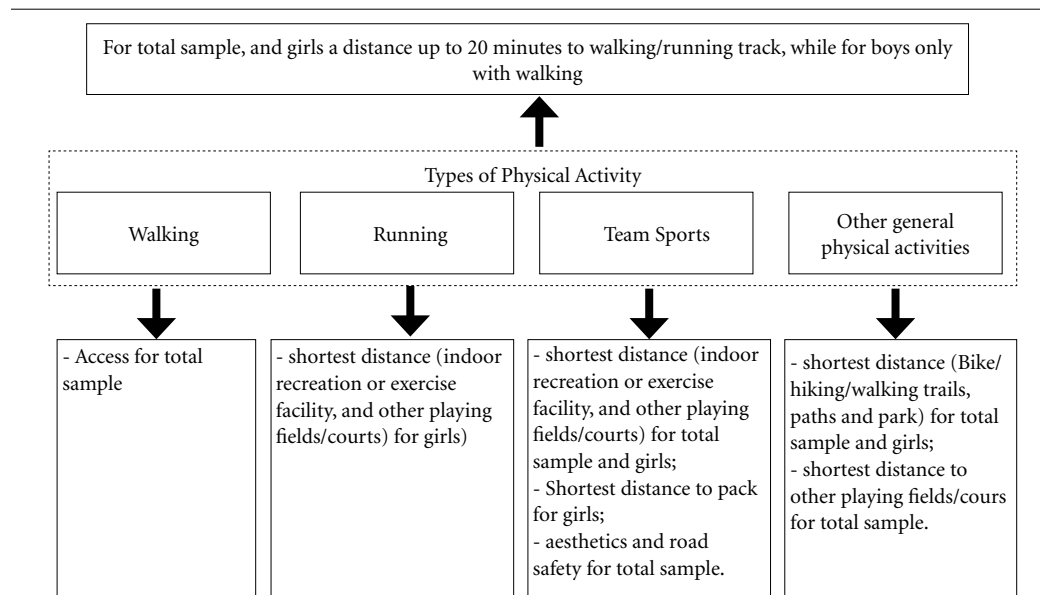 For total sample, and girls a distance up to 20 minutes to walking/running track, while for boys only
with walking
Types of Physical Activity
Walking
Running
Team Sports
Other general
physical activities
- Access for total
sample
- shortest distance (indoor
recreation or exercise
facility, and other playing
fields/courts) for girls)
- shortest distance (indoor
recreation or exercise
facility, and other playing
fields/courts) for total
sample and girls;
- Shortest distance to pack
for girls;
- aesthetics and road
safety for total sample.
- shortest distance (Bike/
hiking/walking trails,
paths and park) for total
sample and girls;
- shortest distance to
other playing fields/cours
for total sample.